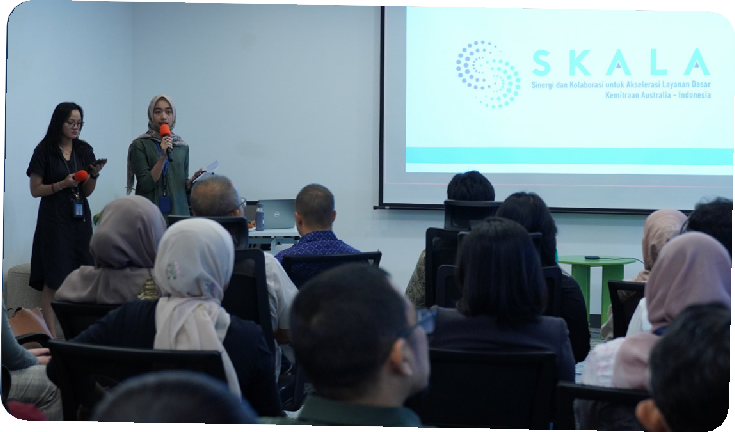 SKALA
Sinergi dan Kolaborasi untuk Akselerasi Layanan Dasar
Kemitraan Australia – Indonesia